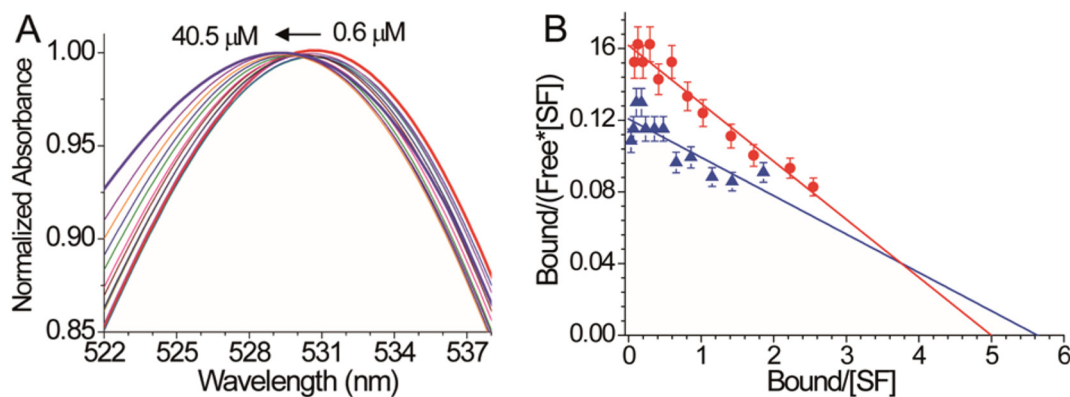 A
40.5 µM
0.6 µM
1.00
0.95
0.90
0.85
Normalized Absorbance
522
525
528
531
534
537
Wavelength (nm)
B
16
0.12
0.08
0.04
0.00
Bound/(Free*[SF])
0
1
2
3
4
5
6
Bound/[SF]